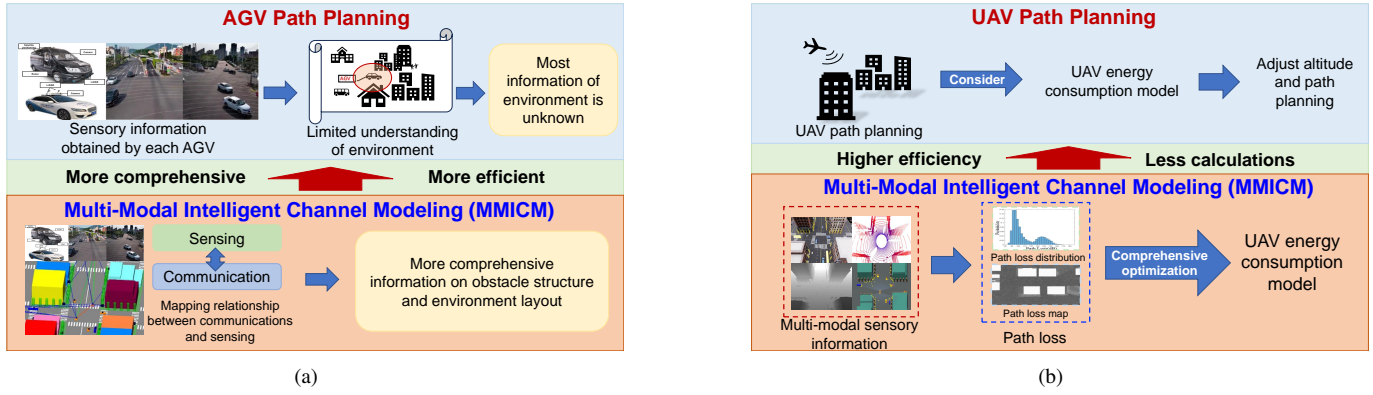 AGV Path Planning
AGV
Sensory information
obtained by each AGV
Limited understanding
of environment
Most
information of
environment is
unknown
More comprehensive
More efficient
Multi-Modal Intelligent Channel Modeling (MMICM)
Sensing
Communication
Mapping relationship
between communications
and sensing
More comprehensive
information on obstacle structure
and environment layout
(a)
UAV Path Planning
UAV path planning
Consider
UAV energy
consumption model
Adjust altitude
and path
planning
Higher efficiency
Less calculations
Multi-Modal Intelligent Channel Modeling (MMICM)
Multi-modal sensory
information
Path loss distribution
Path loss map
Path loss
Comprehensive
optimization
UAV energy
consumption
model
(b)